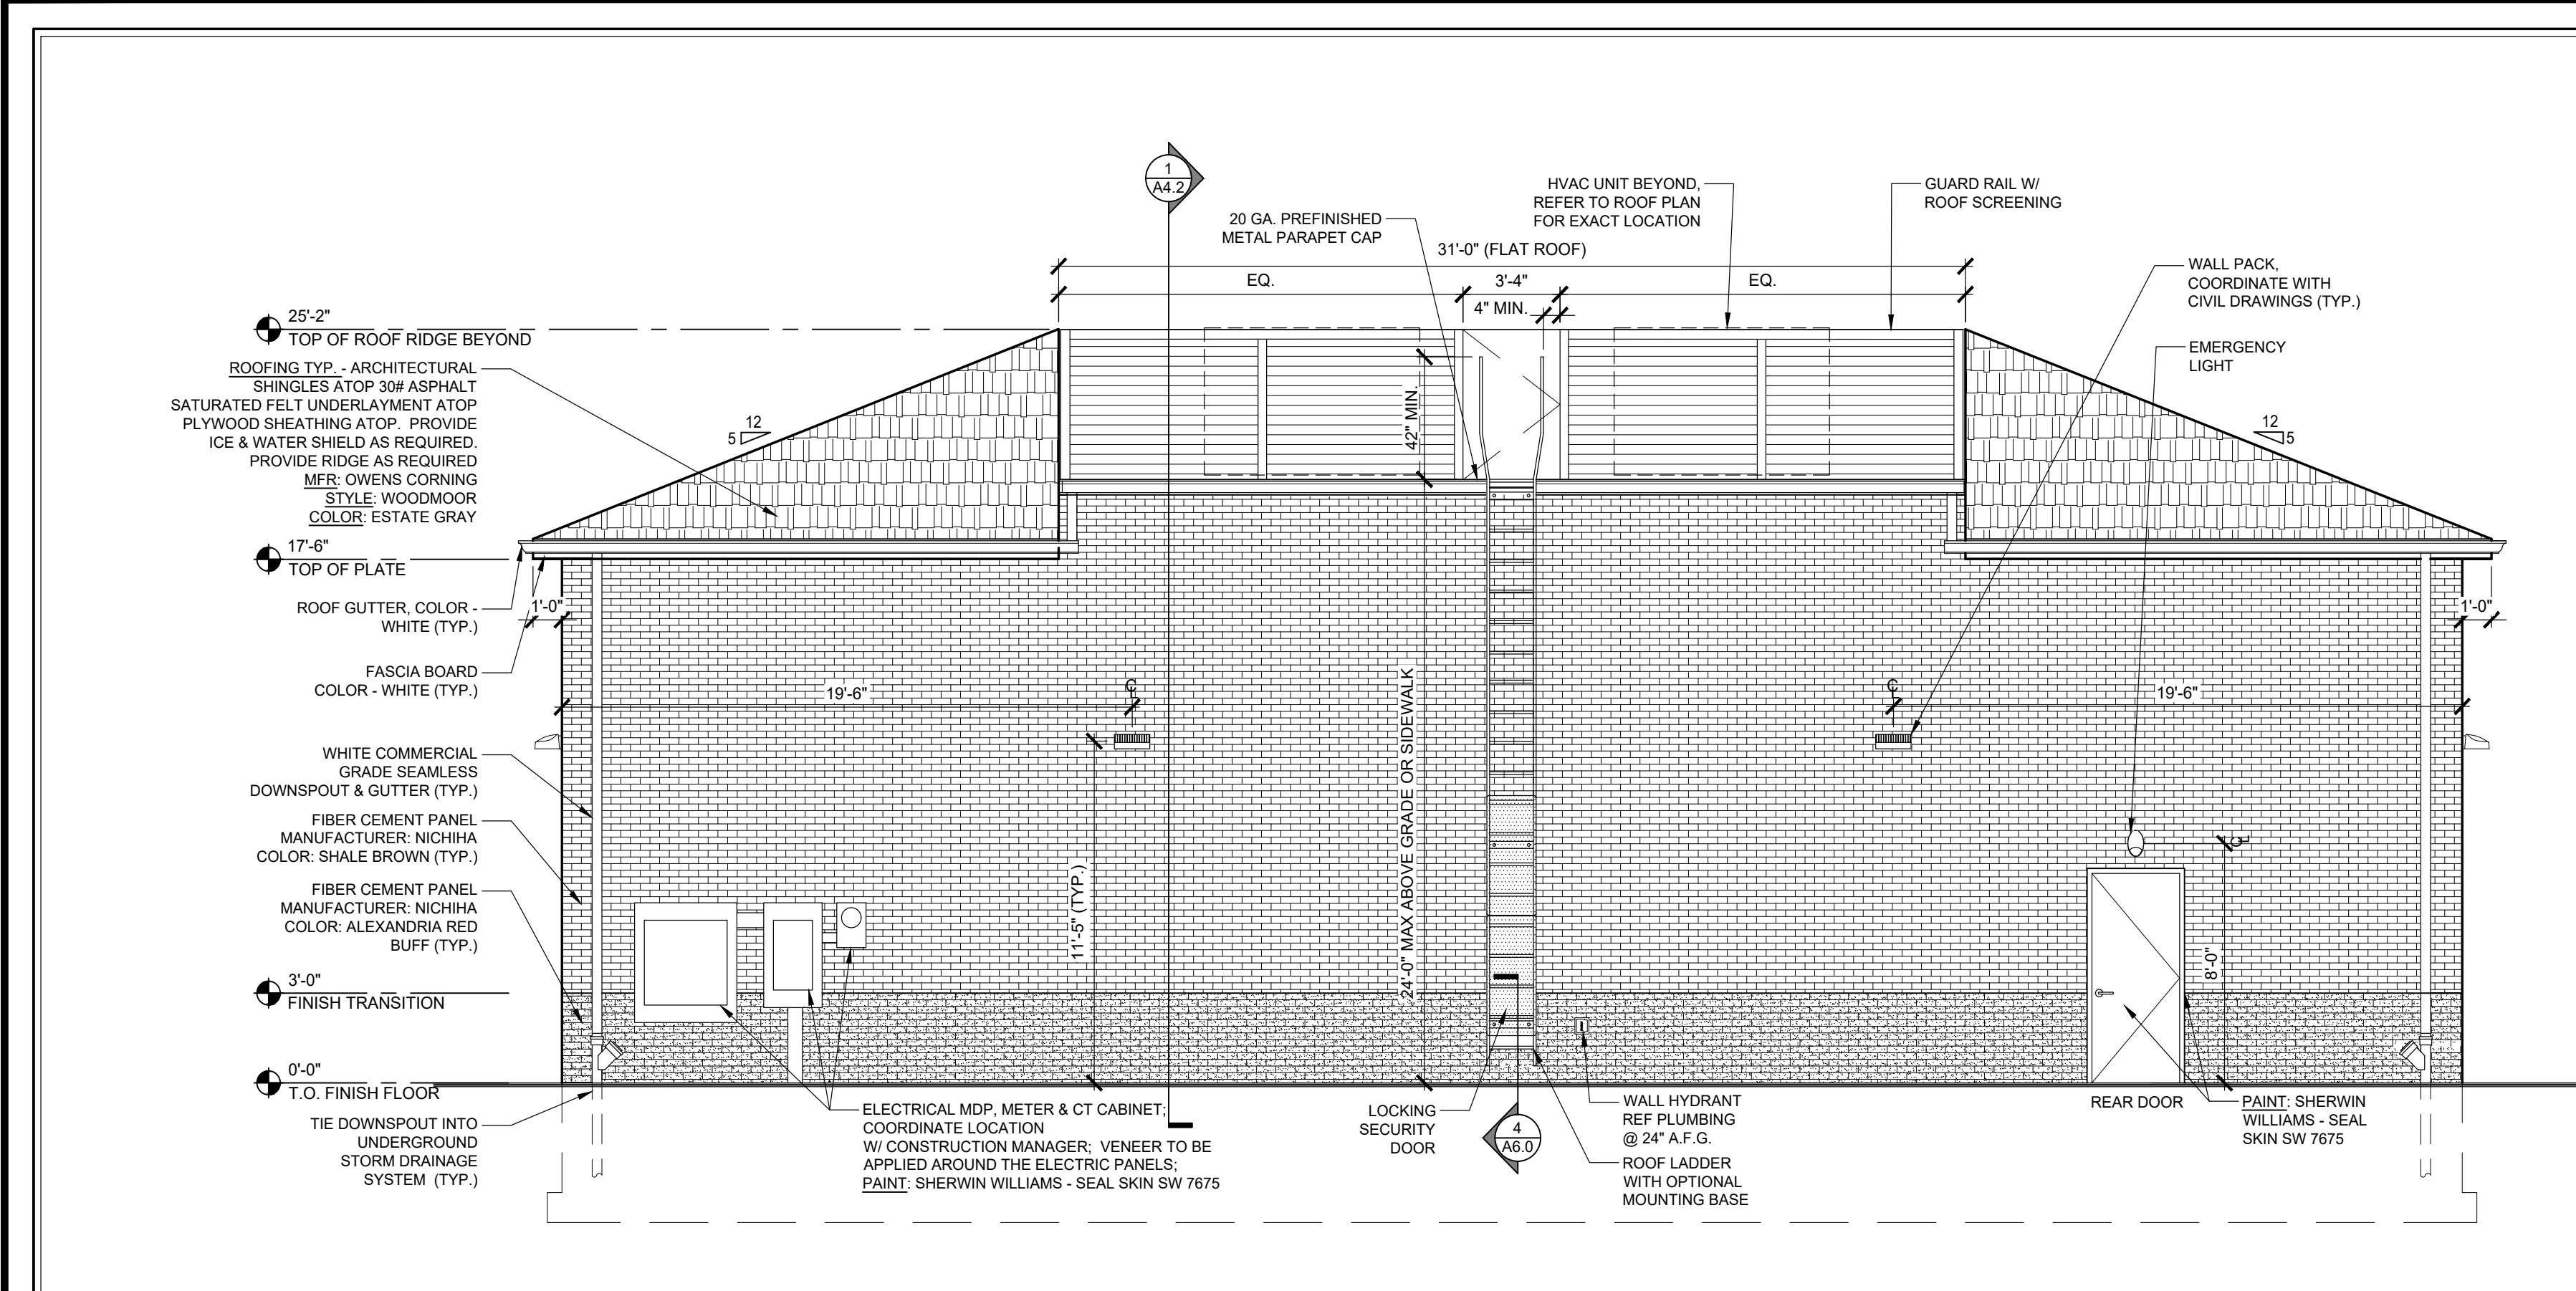 1
A4.2
HVAC UNIT BEYOND,
REFER TO ROOF PLAN
FOR EXACT LOCATION
GUARD RAIL W/
ROOF SCREENING
20 GA. PREFINISHED
METAL PARAPET CAP
31'-0" (FLAT ROOF)
EQ.
3'-4"
EQ.
4" MIN.
WALL PACK,
COORDINATE WITH
CIVIL DRAWINGS (TYP.)
EMERGENCY
LIGHT
25'-2"
TOP OF ROOF RIDGE BEYOND
ROOFING TYP. - ARCHITECTURAL
SHINGLES ATOP 30# ASPHALT
SATURATED FELT UNDERLAYMENT ATOP
PLYWOOD SHEATHING ATOP. PROVIDE
ICE & WATER SHIELD AS REQUIRED.
PROVIDE RIDGE AS REQUIRED
MFR: OWENS CORNING
STYLE: WOODMOOR
COLOR: ESTATE GRAY
12
5
42" MIN.
12
5
17'-6"
TOP OF PLATE
1'-0"
1'-0"
ROOF GUTTER, COLOR -
WHITE (TYP.)
FASCIA BOARD
COLOR - WHITE (TYP.)
19'-6"
CL
CL
19'-6"
WHITE COMMERCIAL
GRADE SEAMLESS
DOWNSPOUT & GUTTER (TYP.)
FIBER CEMENT PANEL
MANUFACTURER: NICHIHA
COLOR: SHALE BROWN (TYP.)
FIBER CEMENT PANEL
MANUFACTURER: NICHIHA
COLOR: ALEXANDRIA RED
BUFF (TYP.)
11'-5" (TYP.)
24'-0" MAX ABOVE GRADE OR SIDEWALK
CL
8'-0"
3'-0"
FINISH TRANSITION
0'-0"
T.O. FINISH FLOOR
TIE DOWNSPOUT INTO
UNDERGROUND
STORM DRAINAGE
SYSTEM (TYP.)
ELECTRICAL MDP, METER & CT CABINET;
COORDINATE LOCATION
W/ CONSTRUCTION MANAGER; VENEER TO BE
APPLIED AROUND THE ELECTRIC PANELS;
PAINT: SHERWIN WILLIAMS - SEAL SKIN SW 7675
LOCKING
SECURITY
DOOR
4
A6.0
WALL HYDRANT
REF PLUMBING
@ 24" A.F.G.
ROOF LADDER
WITH OPTIONAL
MOUNTING BASE
REAR DOOR
PAINT: SHERWIN
WILLIAMS - SEAL
SKIN SW 7675